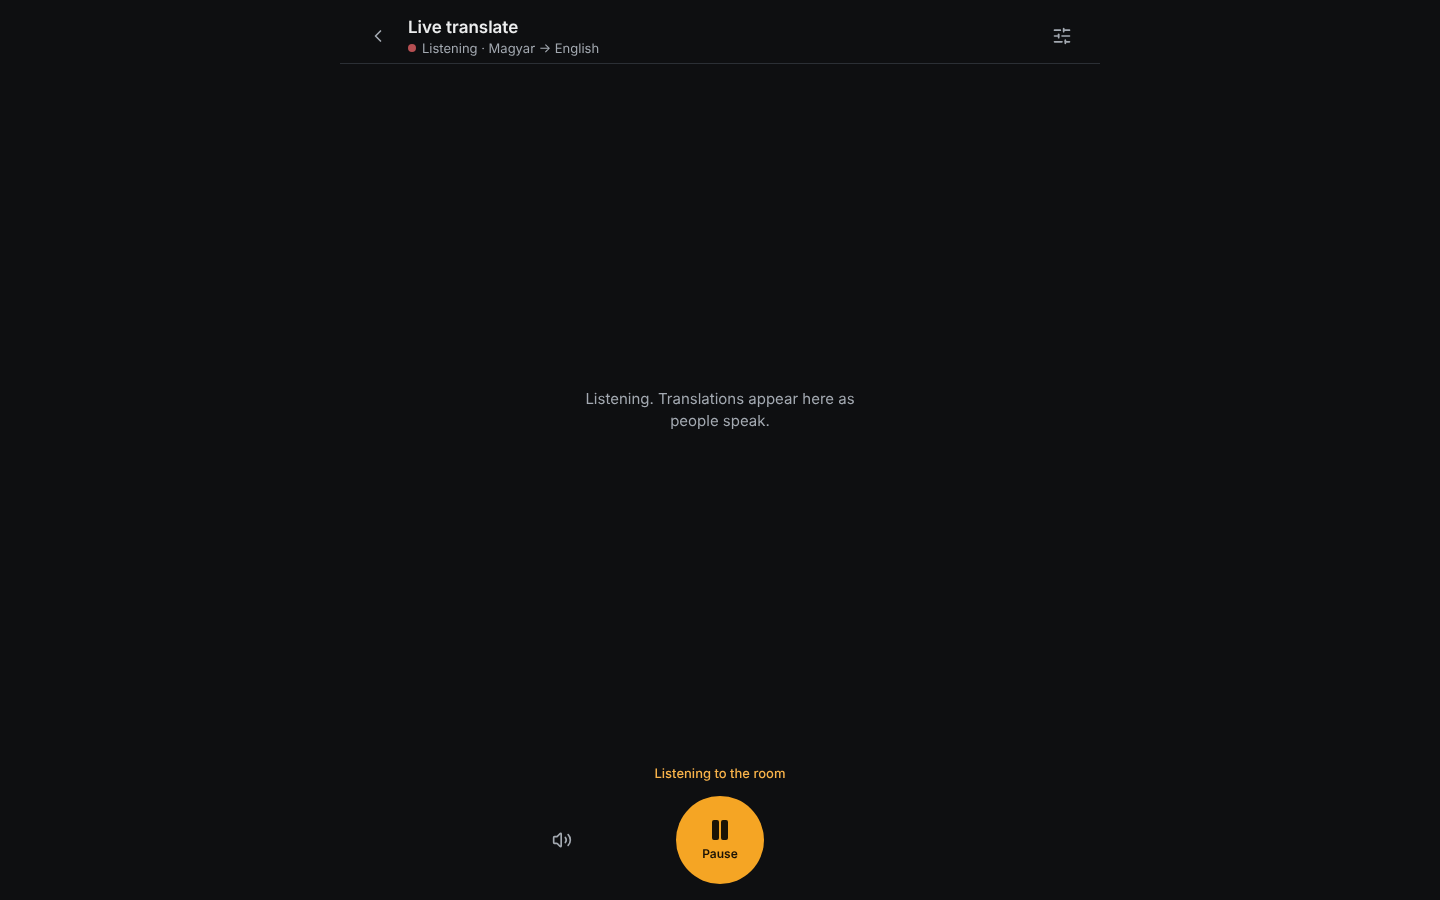 Live translate
Listening · Magyar → English
Listening. Translations appear here as
people speak.
Listening to the room
Pause